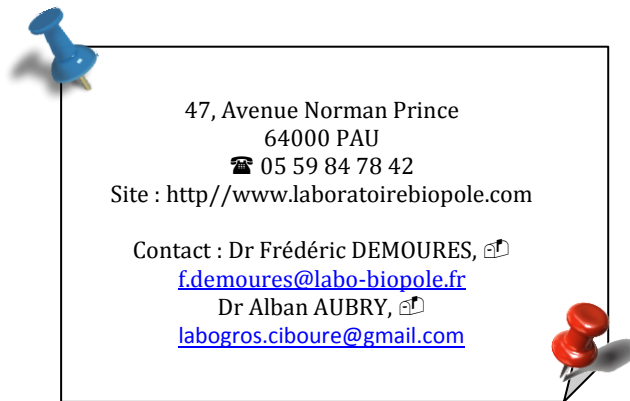 47, Avenue Norman Prince
64000 PAU
☎ 05 59 84 78 42
Site : http//www.laboratoirebiopole.com
Contact : Dr Frédéric DEMOURES,
f.demoures@labo-biopole.fr
Dr Alban AUBRY,
labogros.ciboure@gmail.com